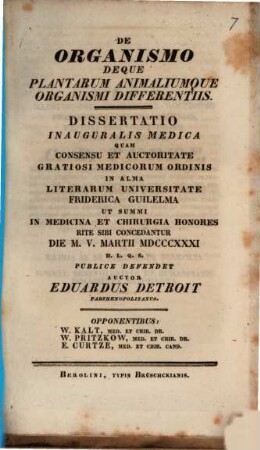 7
DE
ORGANISMO
DEQUE
PLANTARUM ANIMALIUMQUE
ORGANISMI DIFFERENTIIS.
DISSERTATIO
INAUGURALIS MEDICA
QUAM
CONSENSU ET AUCTORITATE
GRATIOSI MEDICORUM ORDINIS
IN ALMA
LITERARUM UNIVERSITATE
FRIDERICA GUILELMA
UT SUMMI
IN MEDICINA ET CHIRURGIA HONORES
RITE SIBI CONCEDANTUR
DIE M. V. MARTII MDCCCXXXI
H. L. Q. S.
PUBLICE DEFENDET
AUCTOR
EDUARDUS DETROIT
PARTHENOPOLITANUS.
OPPONENTIBUS:
W. KALT, MED. ET CHIR. DR.
W. PRITZKOW, MED. ET CHIR. DR.
E. CURTZE, MED. ET CHIR. CAND.
BEROLINI, TYPIS BRÜSCHCKIANIS.